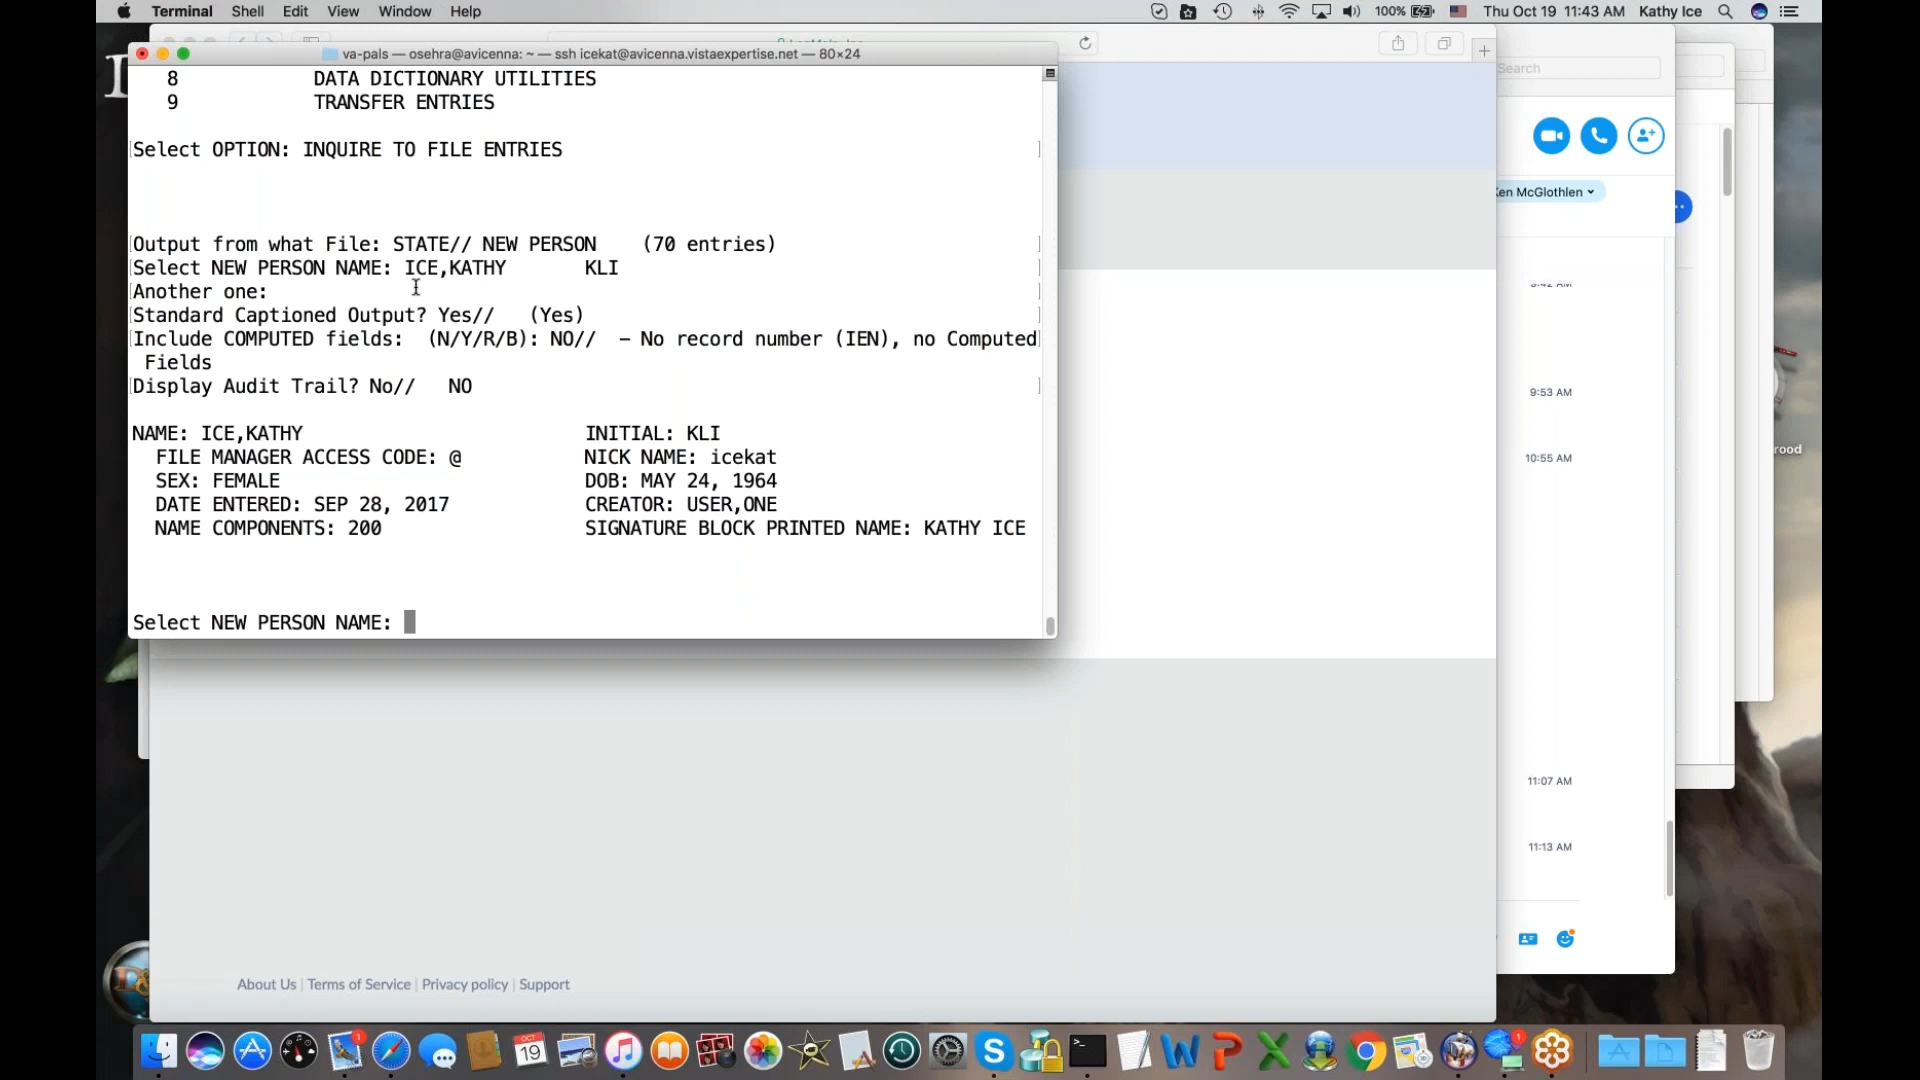 Terminal Shell Edit View Window Help 100% Thu Oct 19 11:43 AM Kathy Ice
va-pals — osehra@avicenna: ~ — ssh icekat@avicenna.vistaexpertise.net — 80×24
8 DATA DICTIONARY UTILITIES
9 TRANSFER ENTRIES
Select OPTION: INQUIRE TO FILE ENTRIES
Output from what File: STATE// NEW PERSON (70 entries)
Select NEW PERSON NAME: ICE,KATHY KLI
Another one:
Standard Captioned Output? Yes// (Yes)
Include COMPUTED fields: (N/Y/R/B): NO// - No record number (IEN), no Computed
Fields
Display Audit Trail? No// NO
NAME: ICE,KATHY INITIAL: KLI
FILE MANAGER ACCESS CODE: @ NICK NAME: icekat
SEX: FEMALE DOB: MAY 24, 1964
DATE ENTERED: SEP 28, 2017 CREATOR: USER,ONE
NAME COMPONENTS: 200 SIGNATURE BLOCK PRINTED NAME: KATHY ICE
Select NEW PERSON NAME:
Search
Ken McGlothlen
9:53 AM
10:55 AM
11:07 AM
11:13 AM
About Us | Terms of Service | Privacy policy | Support
OCT
19
1
1